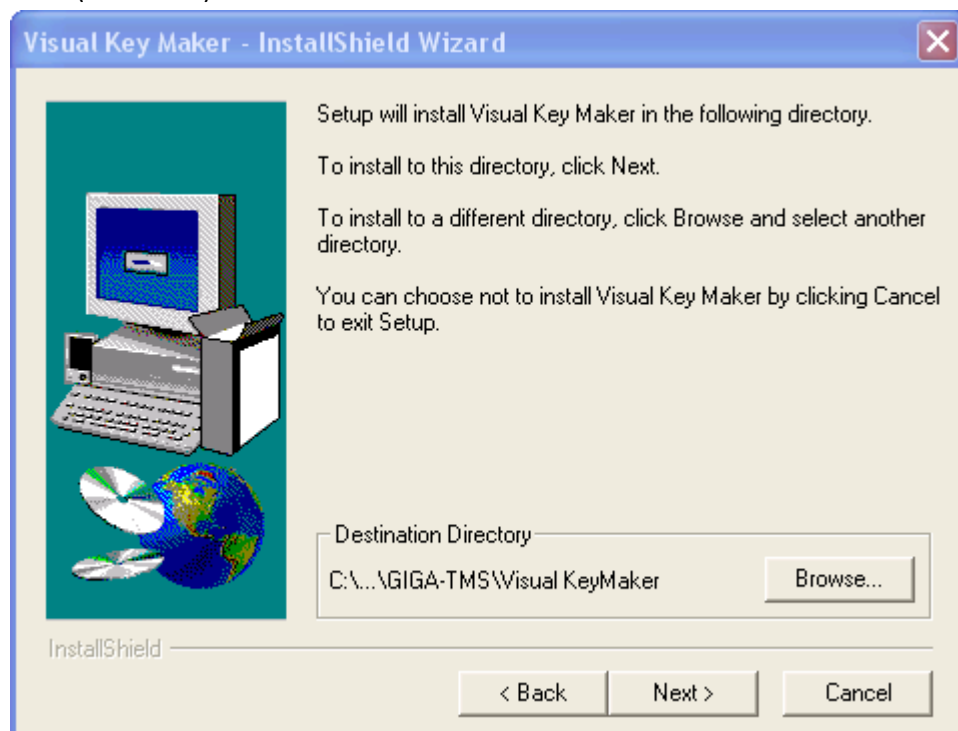 Visual Key Maker - InstallShield Wizard
Setup will install Visual Key Maker in the following directory.
To install to this directory, click Next.
To install to a different directory, click Browse and select another
directory.
You can choose not to install Visual Key Maker by clicking Cancel
to exit Setup.
Destination Directory
C:\...\GIGA-TMS\Visual KeyMaker
Browse...
InstallShield
< Back
Next >
Cancel